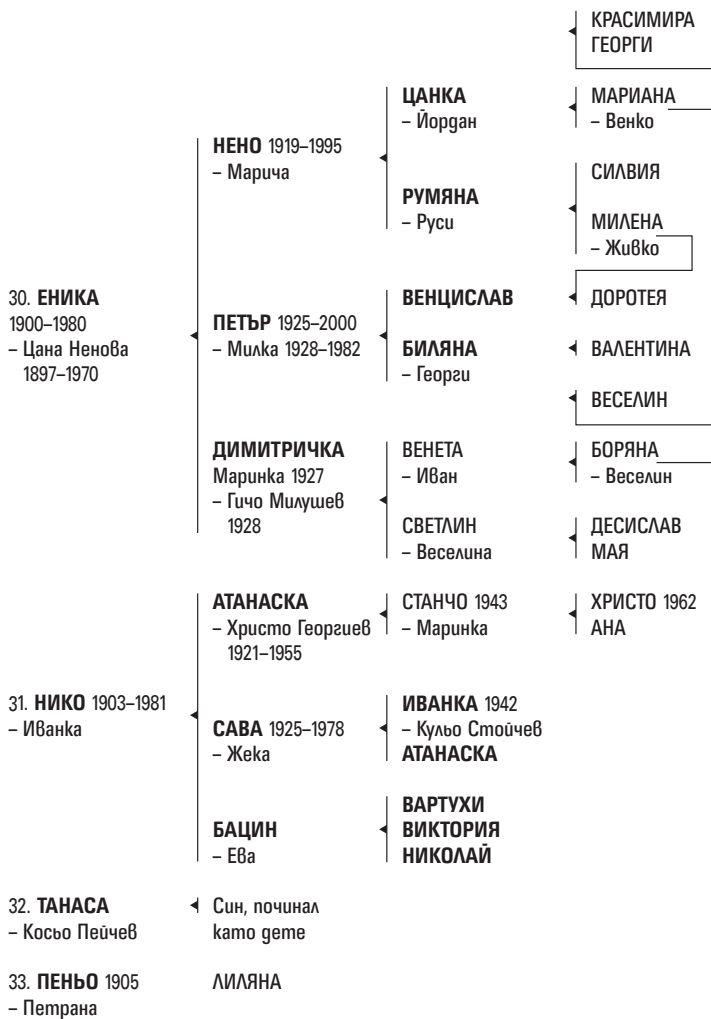 КРАСИМИРА
ГЕОРГИ
ЦАНКА
– Йордан
МАРИАНА
– Венко
НЕНО 1919–1995
– Марича
РУМЯНА
– Руси
СИЛВИЯ
МИЛЕНА
– Живко
30. ЕНИКА
1900–1980
– Цана Ненова
1897–1970
ПЕТЪР 1925–2000
– Милка 1928–1982
ВЕНЦИСЛАВ
ДОРОТЕЯ
БИЛЯНА
– Георги
ВАЛЕНТИНА
ВЕСЕЛИН
ДИМИТРИЧКА
Маринка 1927
– Гичо Милушев
1928
ВЕНЕТА
– Иван
БОРЯНА
– Веселин
СВЕТЛИН
– Веселина
ДЕСИСЛАВ
МАЯ
31. НИКО 1903–1981
– Иванка
АТАНАСКА
– Христо Георгиев
1921–1955
СТАНЧО 1943
– Маринка
ХРИСТО 1962
АНА
САВА 1925–1978
– Жека
ИВАНКА 1942
– Кульо Стойчев
АТАНАСКА
БАЦИН
– Ева
ВАРТУХИ
ВИКТОРИЯ
НИКОЛАЙ
32. ТАНАСА
– Косьо Пейчев
Син, починал
като дете
33. ПЕНЬО 1905
– Петрана
ЛИЛЯНА